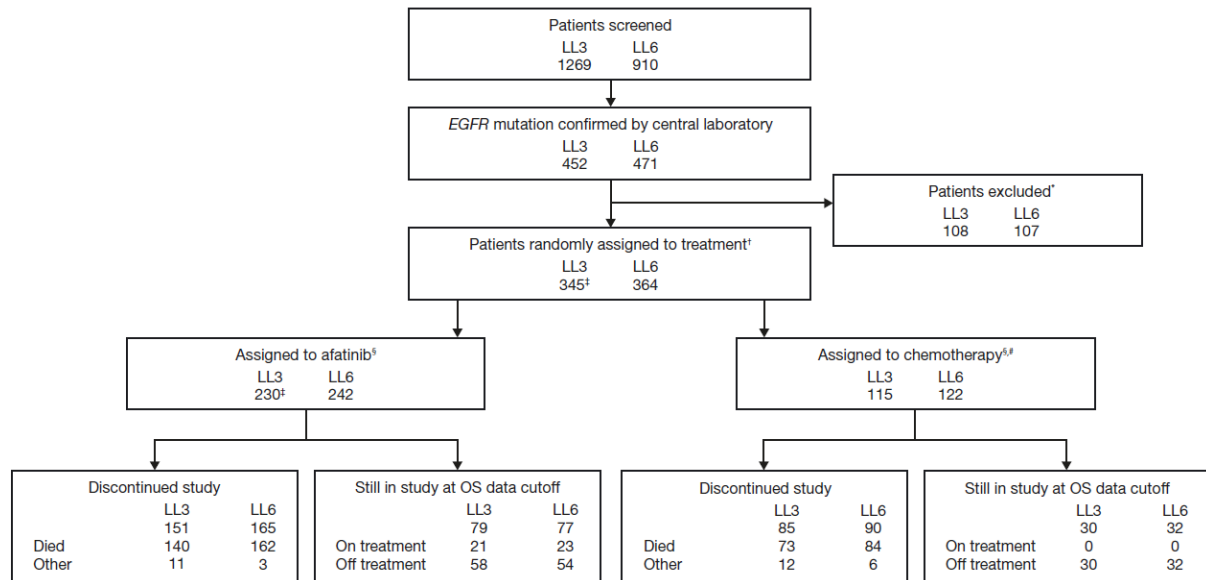 Patients screened
LL3 LL6
1269 910
EGFR mutation confirmed by central laboratory
LL3 LL6
452 471
Patients excluded*
LL3 LL6
108 107
Patients randomly assigned to treatment†
LL3 LL6
345‡ 364
Assigned to afatinib§
LL3 LL6
230‡ 242
Assigned to chemotherapy§,#
LL3 LL6
115 122
Discontinued study
LL3 LL6
151 165
Died 140 162
Other 11 3
Still in study at OS data cutoff
LL3 LL6
79 77
On treatment 21 23
Off treatment 58 54
Discontinued study
LL3 LL6
85 90
Died 73 84
Other 12 6
Still in study at OS data cutoff
LL3 LL6
30 32
On treatment 0 0
Off treatment 30 32